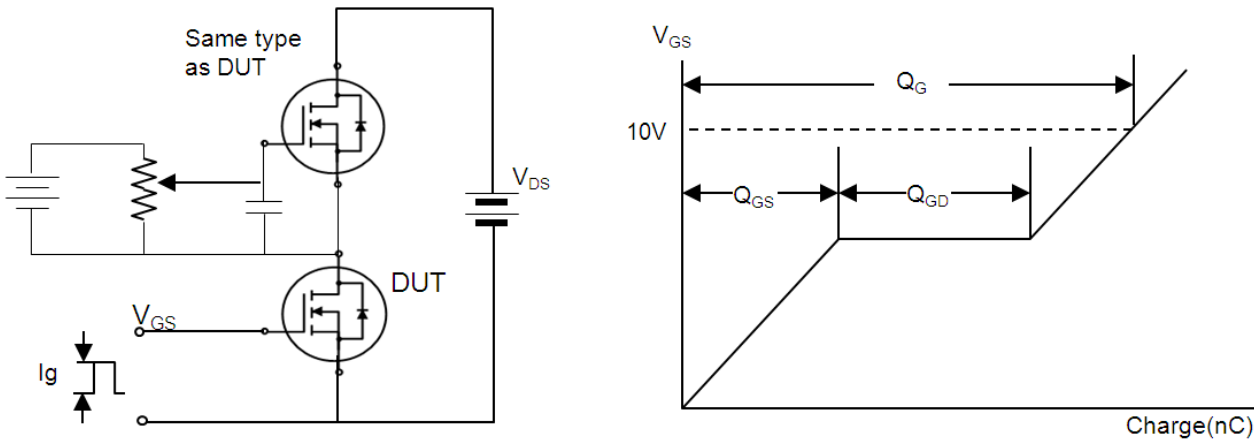 Same type
as DUT
V_DS
DUT
V_GS
Ig
V_GS
Q_G
10V
Q_GS
Q_GD
Charge(nC)